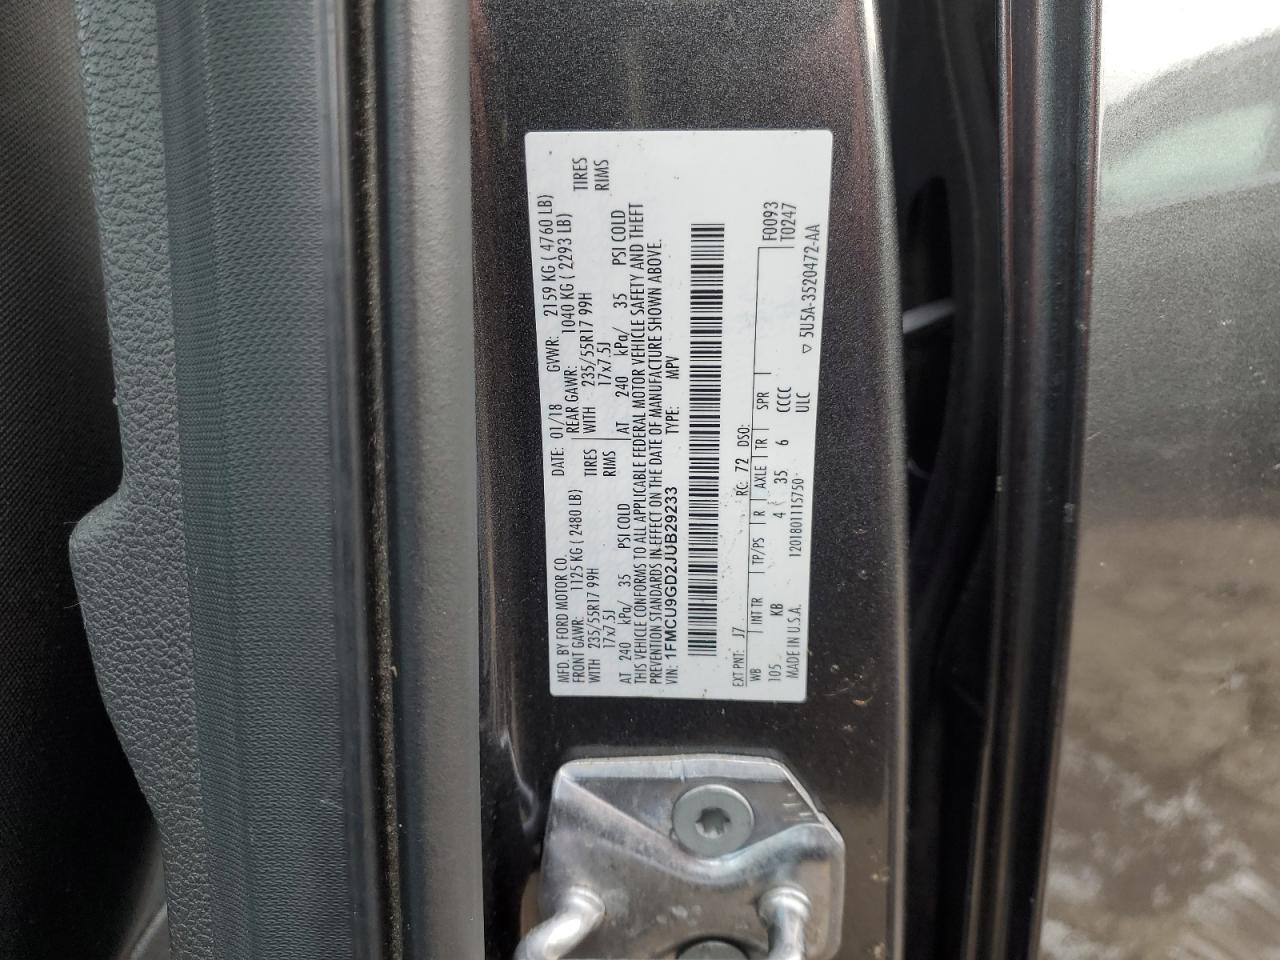 MFD. BY FORD MOTOR CO. DATE: 01/18 GVWR: 2159 KG ( 4760 LB)
FRONT GAWR: 1125 KG ( 2480 LB) REAR GAWR: 1040 KG ( 2293 LB)
WITH 235/55R17 99H TIRES WITH 235/55R17 99H TIRES
17x7.5J RIMS 17x7.5J RIMS
AT 240 kPa/ 35 PSI COLD AT 240 kPa/ 35 PSI COLD
THIS VEHICLE CONFORMS TO ALL APPLICABLE FEDERAL MOTOR VEHICLE SAFETY AND THEFT
PREVENTION STANDARDS IN EFFECT ON THE DATE OF MANUFACTURE SHOWN ABOVE.
VIN: 1FMCU9GD2JUB29233 TYPE: MPV
EXT PNT: J7 RC: 72 DSO: F0093
WB INT TR TP/PS R AXLE TR SPR T0247
105 KB 4 35 6 CCCC
MADE IN U.S.A. 1201801115750 ULC ▽ 5U5A-3520472-AA